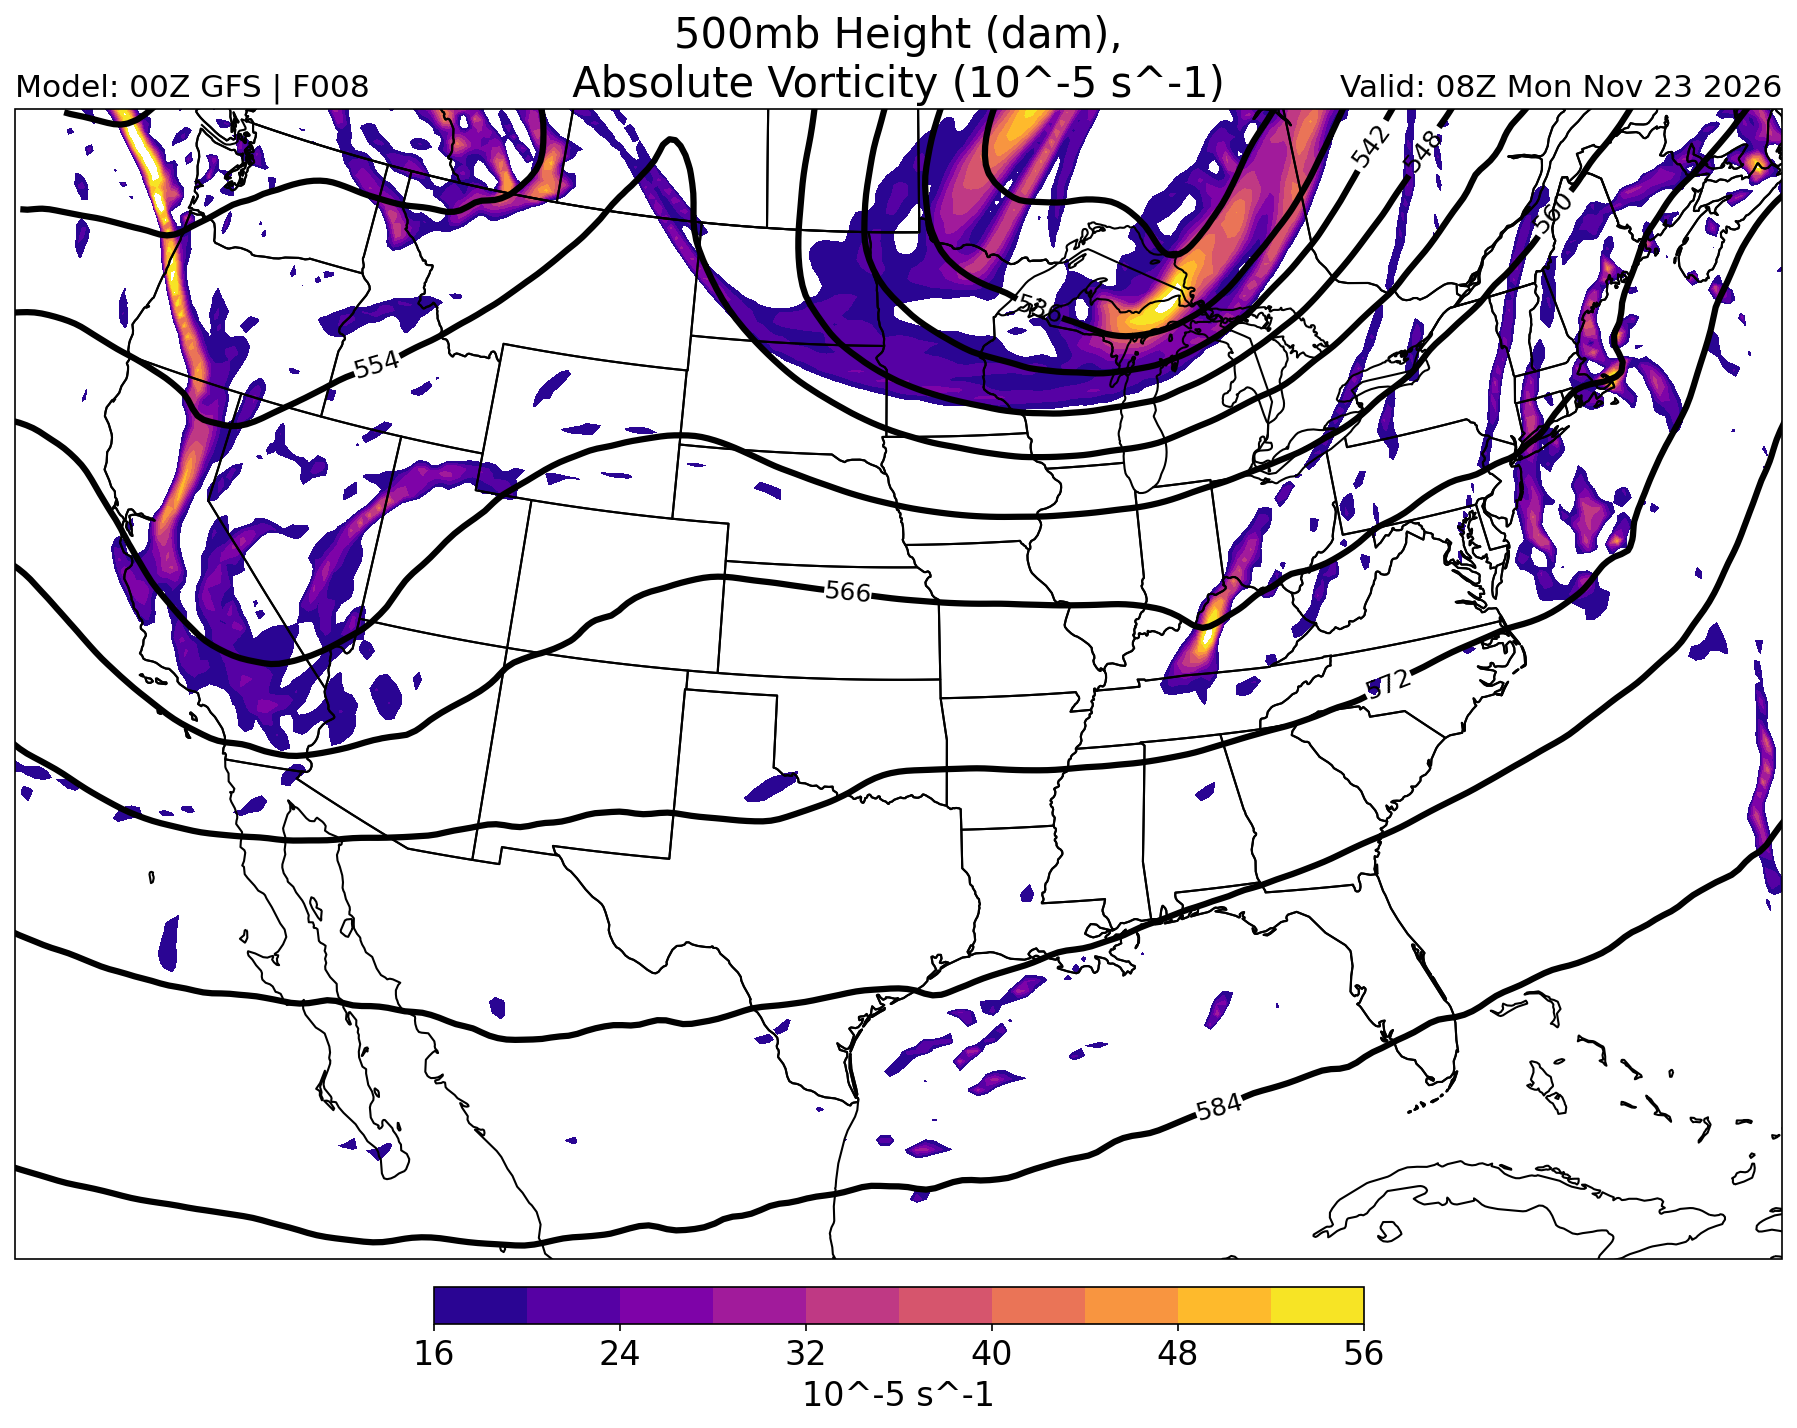 500mb Height (dam),
Model: 00Z GFS | F008
Absolute Vorticity (10^-5 s^-1)
Valid: 08Z Mon Nov 23 2026
542
548
560
536
554
566
572
584
16
24
32
40
48
56
10^-5 s^-1